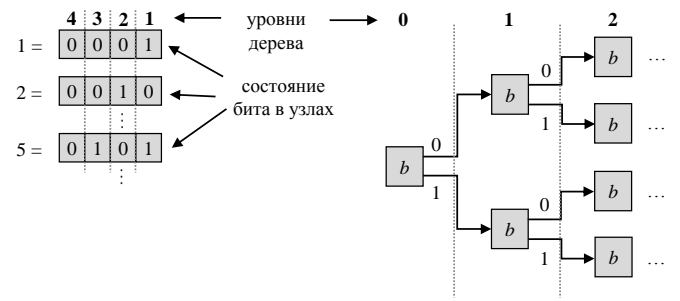 4 3 2 1 уровни дерева 0 1 2
1 = 0 0 0 1
состояние бита в узлах
2 = 0 0 1 0
⋮
5 = 0 1 0 1
⋮
b
0
1
b
0
1
b
0
1
b ...
b ...
b ...
b ...